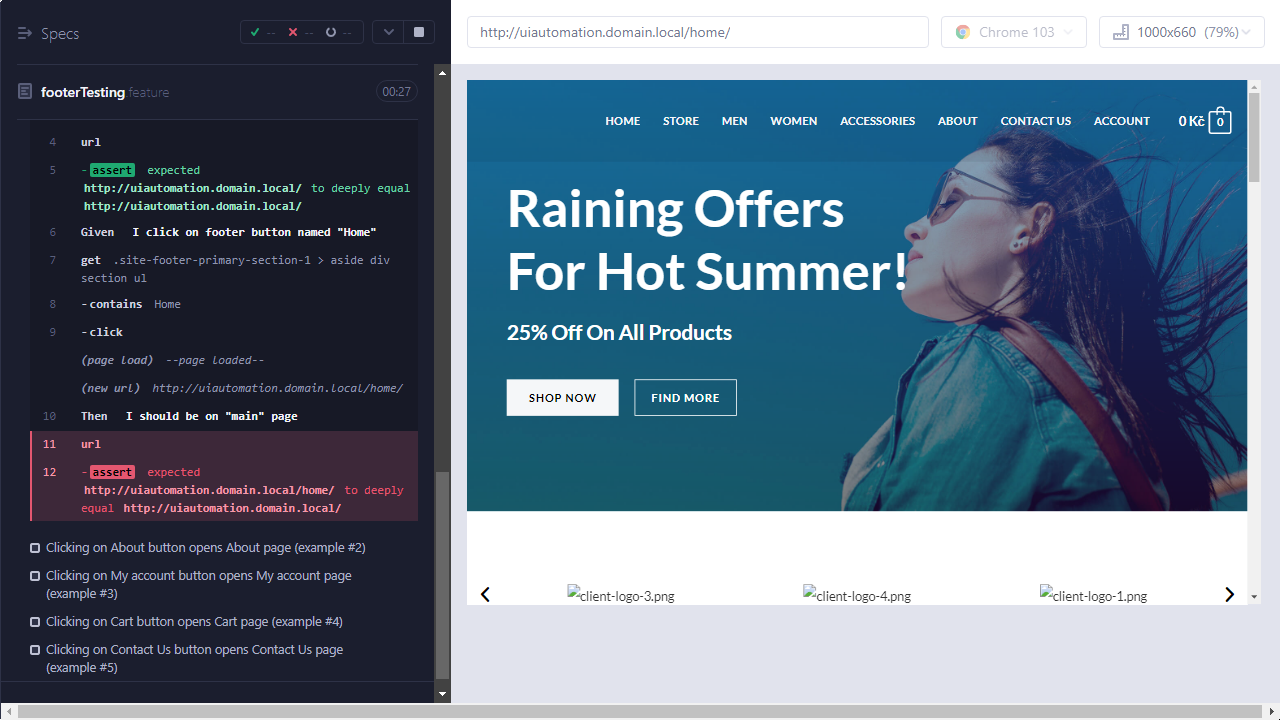 Specs
--
--
--
footerTesting.feature
00:27
4 url
5 -assert expected
http://uiautomation.domain.local/ to deeply equal
http://uiautomation.domain.local/
6 Given I click on footer button named "Home"
7 get .site-footer-primary-section-1 > aside div
section ul
8 -contains Home
9 -click
(page load) --page loaded--
(new url) http://uiautomation.domain.local/home/
10 Then I should be on "main" page
11 url
12 -assert expected
http://uiautomation.domain.local/home/ to deeply
equal http://uiautomation.domain.local/
Clicking on About button opens About page (example #2)
Clicking on My account button opens My account page
(example #3)
Clicking on Cart button opens Cart page (example #4)
Clicking on Contact Us button opens Contact Us page
(example #5)
http://uiautomation.domain.local/home/
Chrome 103
1000x660 (79%)
HOME STORE MEN WOMEN ACCESSORIES ABOUT CONTACT US ACCOUNT 0 Kč 0
Raining Offers
For Hot Summer!
25% Off On All Products
SHOP NOW FIND MORE
client-logo-3.png client-logo-4.png client-logo-1.png